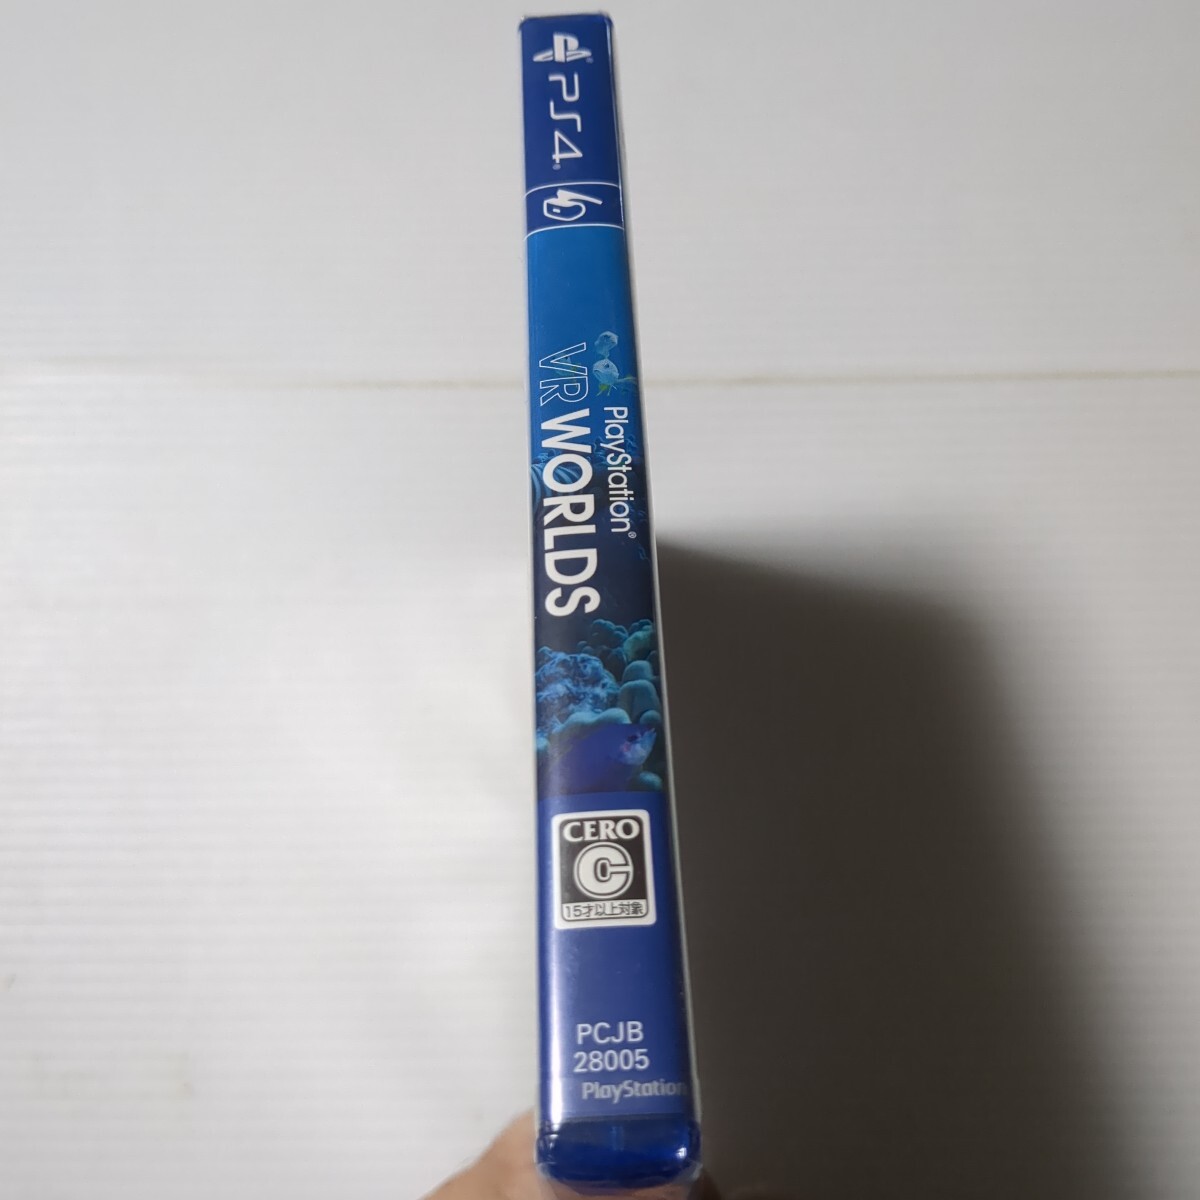 PS4
PlayStation®
VR WORLDS
CERO
C
15才以上対象
PCJB
28005
PlayStation